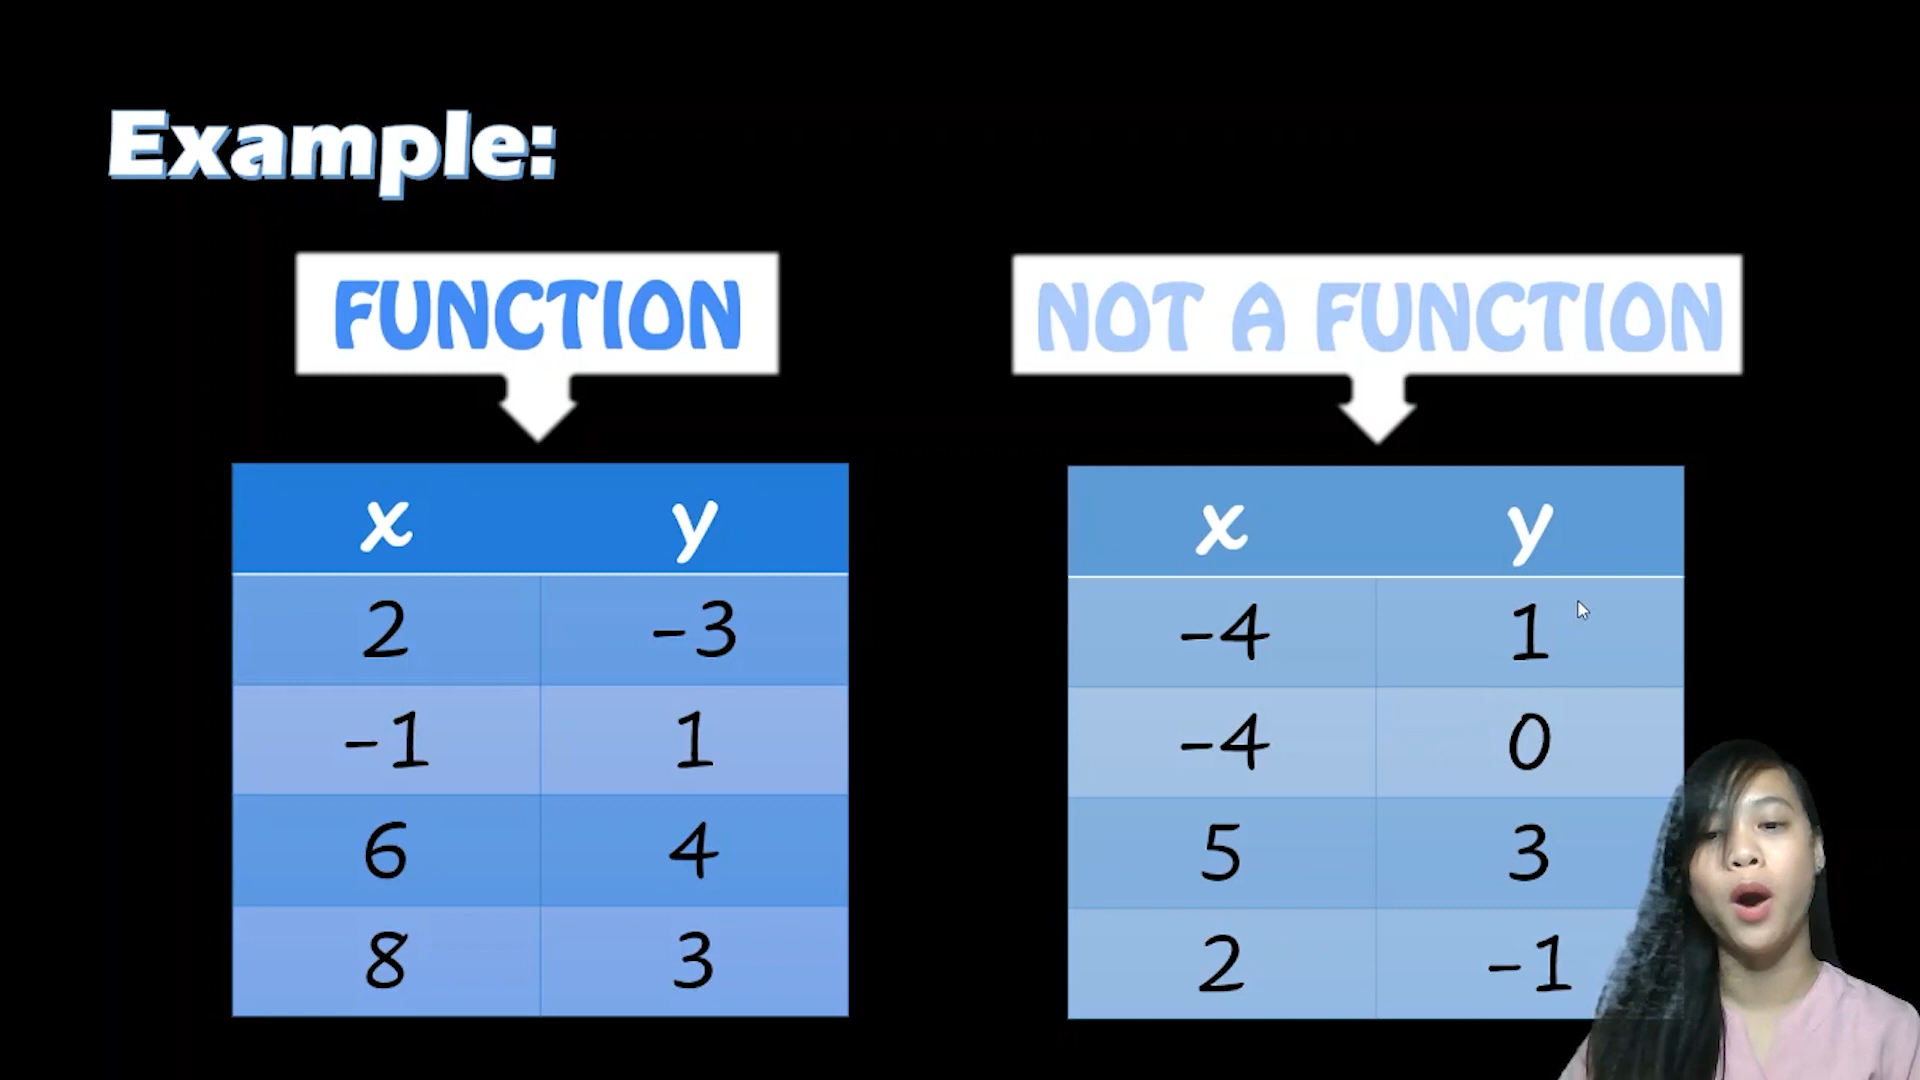 Example:
FUNCTION
NOT A FUNCTION
x y
2 -3
-1 1
6 4
8 3
x y
-4 1
-4 0
5 3
2 -1